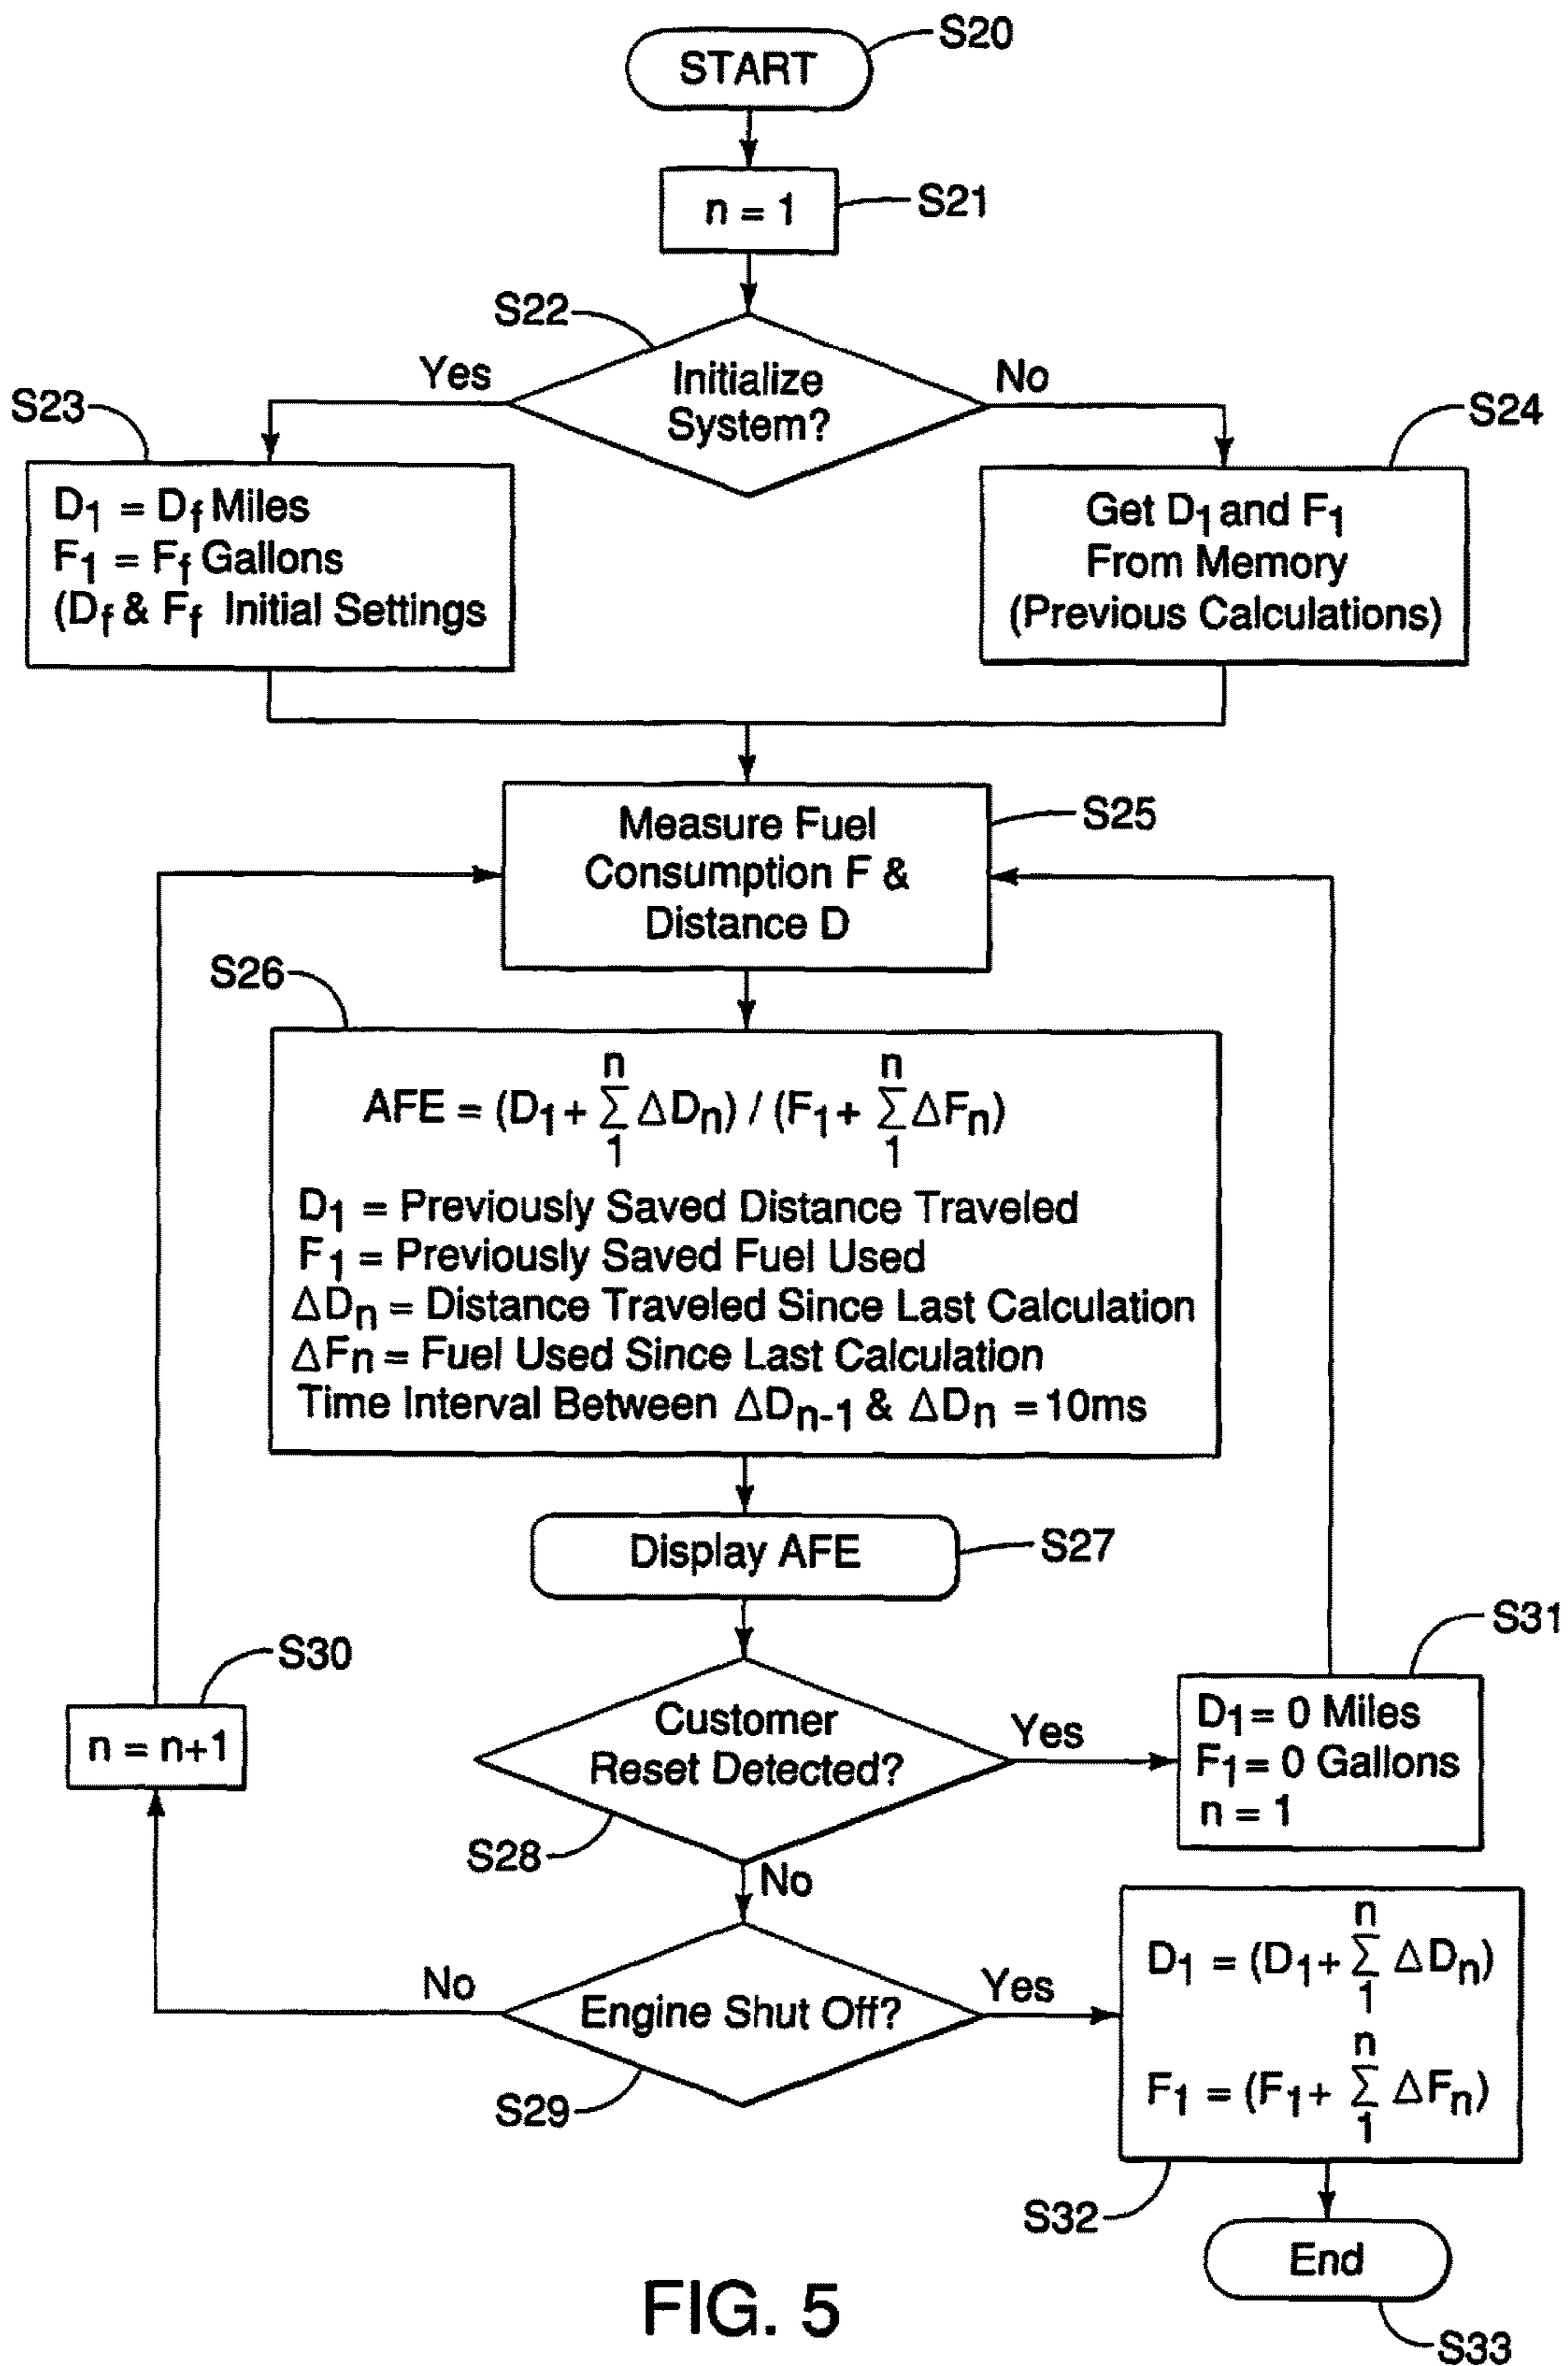 S20
START
n = 1
S21
S22
Yes
Initialize
System?
No
S23
S24
D1 = Df Miles
F1 = Ff Gallons
(Df & Ff Initial Settings
Get D1 and F1
From Memory
(Previous Calculations)
Measure Fuel
Consumption F &
Distance D
S25
S26
AFE = (D1 + n∑1 ΔDn) / (F1 + n∑1 ΔFn)
D1 = Previously Saved Distance Traveled
F1 = Previously Saved Fuel Used
ΔDn = Distance Traveled Since Last Calculation
ΔFn = Fuel Used Since Last Calculation
Time Interval Between ΔDn-1 & ΔDn = 10ms
Display AFE
S27
S30
n = n+1
Customer
Reset Detected?
Yes
S31
D1 = 0 Miles
F1 = 0 Gallons
n = 1
S28
No
No
Engine Shut Off?
Yes
S29
D1 = (D1 + n∑1 ΔDn)
F1 = (F1 + n∑1 ΔFn)
S32
End
S33
FIG. 5